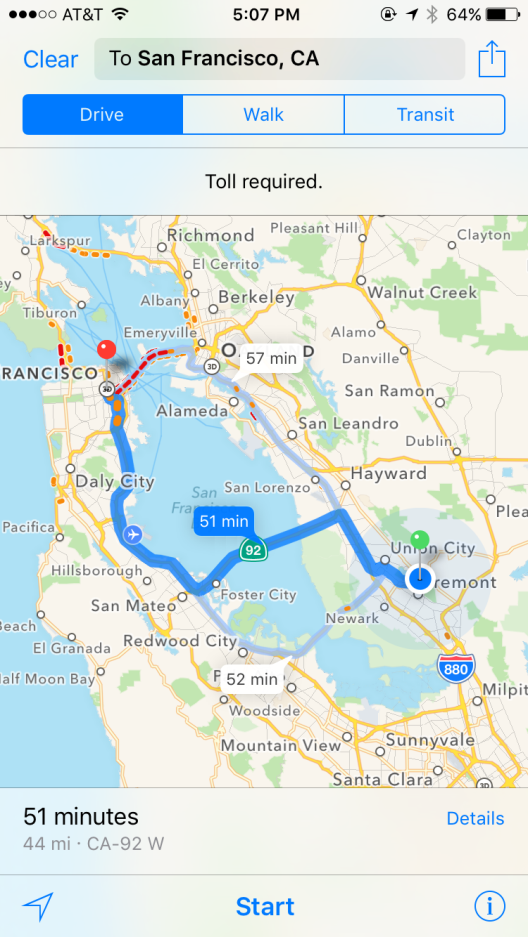 AT&T 5:07 PM 64%
Clear To San Francisco, CA
Drive Walk Transit
Toll required.
Larkspur
Richmond
Pleasant Hill
Clayton
El Cerrito
Tiburon
Albany
Berkeley
Walnut Creek
Emeryville
Alamo
57 min
Danville
RANCISCO
3D
3D
San Ramon
Alameda
San Leandro
Dublin
Daly City
San Lorenzo
Hayward
San
Plea
Pacifica
51 min
92
Union City
Hillsborough
Foster City
remont
San Mateo
Newark
Beach
Redwood City
El Granada
880
alf Moon Bay
52 min
P
Milpit
Woodside
Mountain View
Sunnyvale
Santa Clara
3D
51 minutes
Details
44 mi · CA-92 W
Start